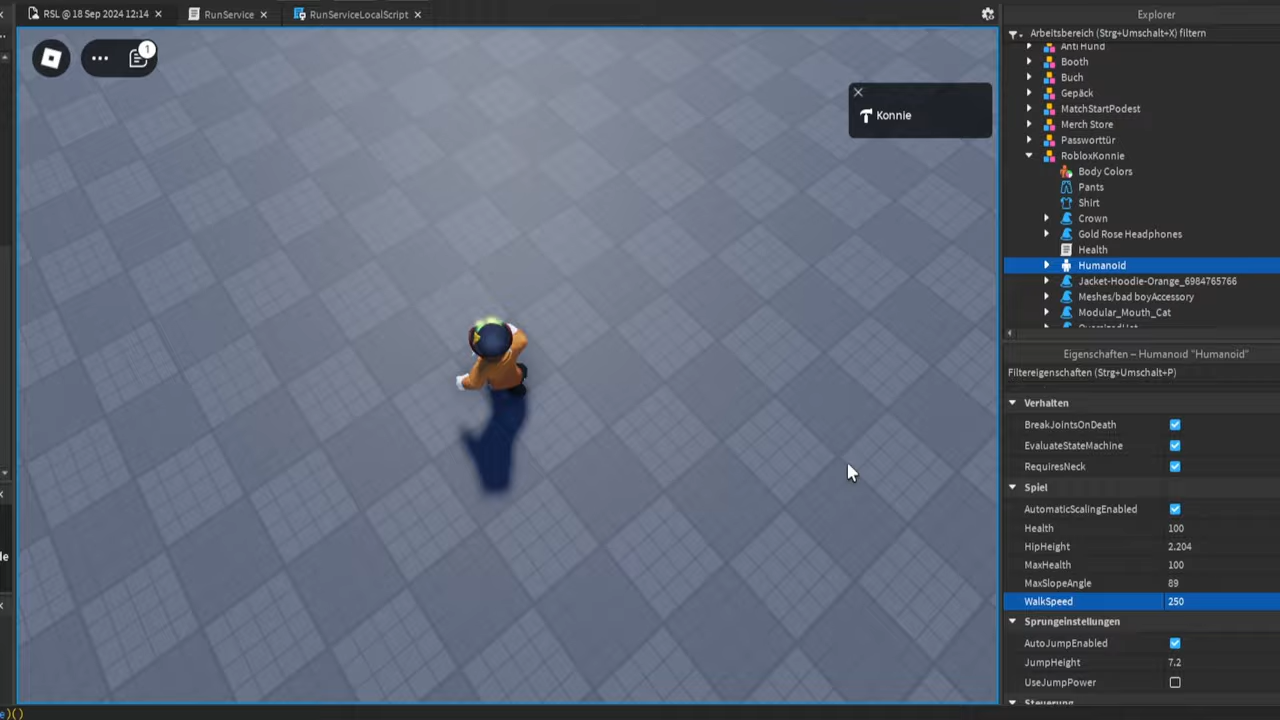 RSL @ 18 Sep 2024 12:14
RunService
RunServiceLocalScript
1
Konnie
Explorer
Arbeitsbereich (Strg+Umschalt+X) filtern
Anti Hund
Booth
Buch
Gepäck
MatchStartPodest
Merch Store
Passworttür
RobloxKonnie
Body Colors
Pants
Shirt
Crown
Gold Rose Headphones
Health
Humanoid
Jacket-Hoodie-Orange_6984765766
Meshes/bad boyAccessory
Modular_Mouth_Cat
Eigenschaften – Humanoid "Humanoid"
Filtereigenschaften (Strg+Umschalt+P)
Verhalten
BreakJointsOnDeath
EvaluateStateMachine
RequiresNeck
Spiel
AutomaticScalingEnabled
Health 100
HipHeight 2.204
MaxHealth 100
MaxSlopeAngle 89
WalkSpeed 250
Sprungeinstellungen
AutoJumpEnabled
JumpHeight 7.2
UseJumpPower
Steuerung